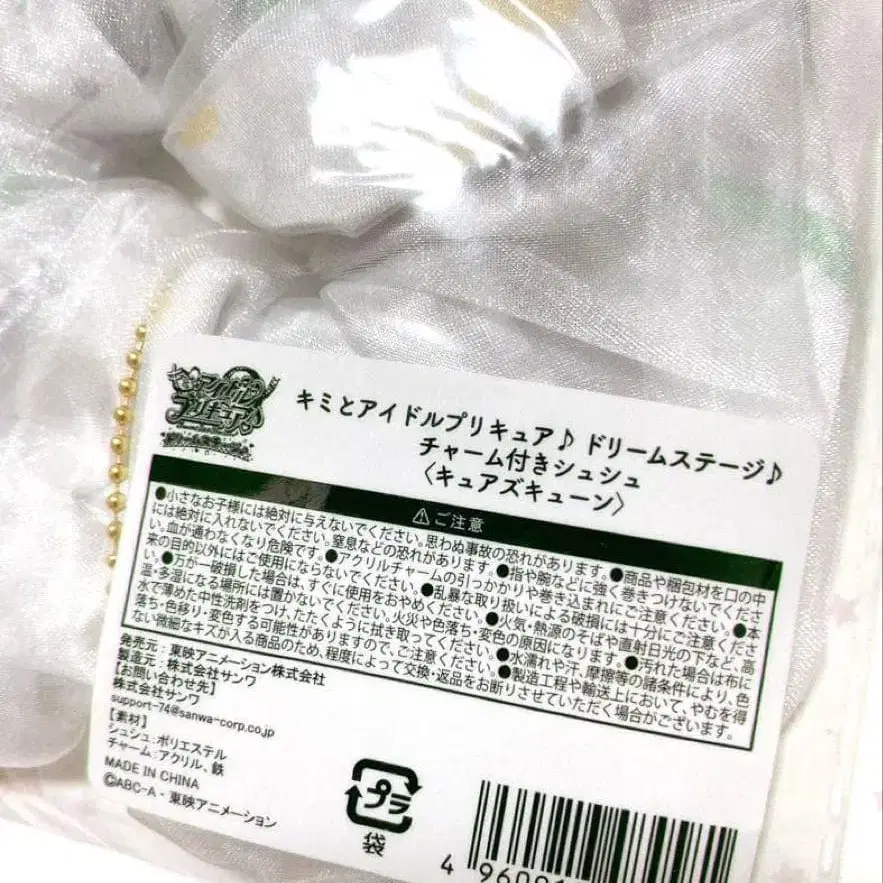 キミとアイドルプリキュア♪ ドリームステージ♪
チャーム付きシュシュ
〈キュアズキューン〉
⚠ご注意
●小さなお子様には絶対に与えないでください。思わぬ事故の恐れがあります。●商品や梱包材を口の中
には絶対に入れないでください。窒息などの恐れがあります。●指や腕などに強く巻きつけないでくださ
い。血が通わなくなり危険です。●アクリルチャームの引っかかりや巻き込まれにご注意ください。●本
来の目的以外にはご使用にならないでください。●乱暴な取り扱いによる破損には十分にご注意くださ
い。●万が一破損した場合は、すぐに使用をおやめください。●火気・熱源のそばや直射日光の下など、高
温・多湿になる場所には置かないでください。火災や色落ち・変色の原因になります。●汚れた場合は布に
水で薄めた中性洗剤をつけ、たたくように拭き取ってください。●水濡れや汗、摩擦等の諸条件により、色
落ち・色移り・変色する可能性がありますので、ご注意ください。●製造工程や輸送上において、やむを得
ない微細なキズが入る商品のため、程度によって交換・返品をお断りさせていただく場合がございます。
発売元：東映アニメーション株式会社
製造元：株式会社サンワ
【お問い合わせ先】
株式会社サンワ
support-74@sanwa-corp.co.jp
【素材】
シュシュ：ポリエステル
チャーム：アクリル、鉄
MADE IN CHINA
©ABC-A・東映アニメーション
プラ
袋